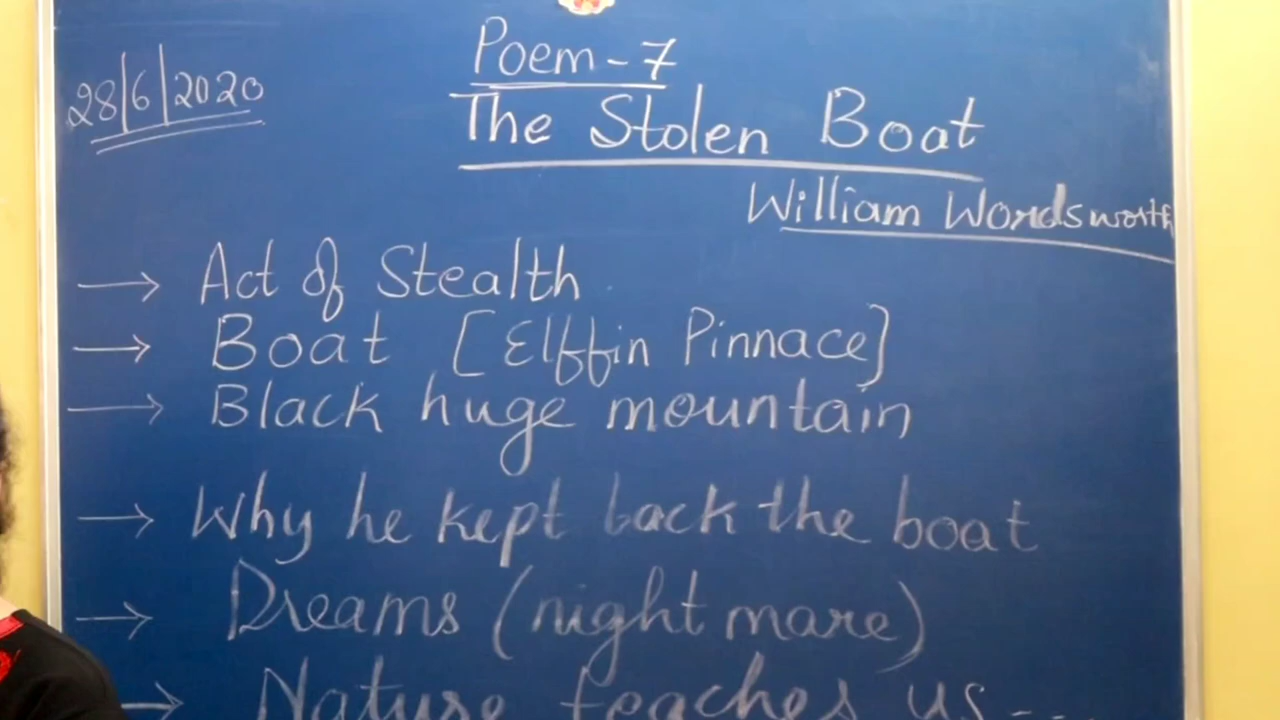 28/6/2020
Poem-7
The Stolen Boat
William Wordsworth
→ Act of Stealth
→ Boat [Elffin Pinnace]
→ Black huge mountain
→ Why he kept back the boat
→ Dreams (night mare)
→ Nature teaches us---